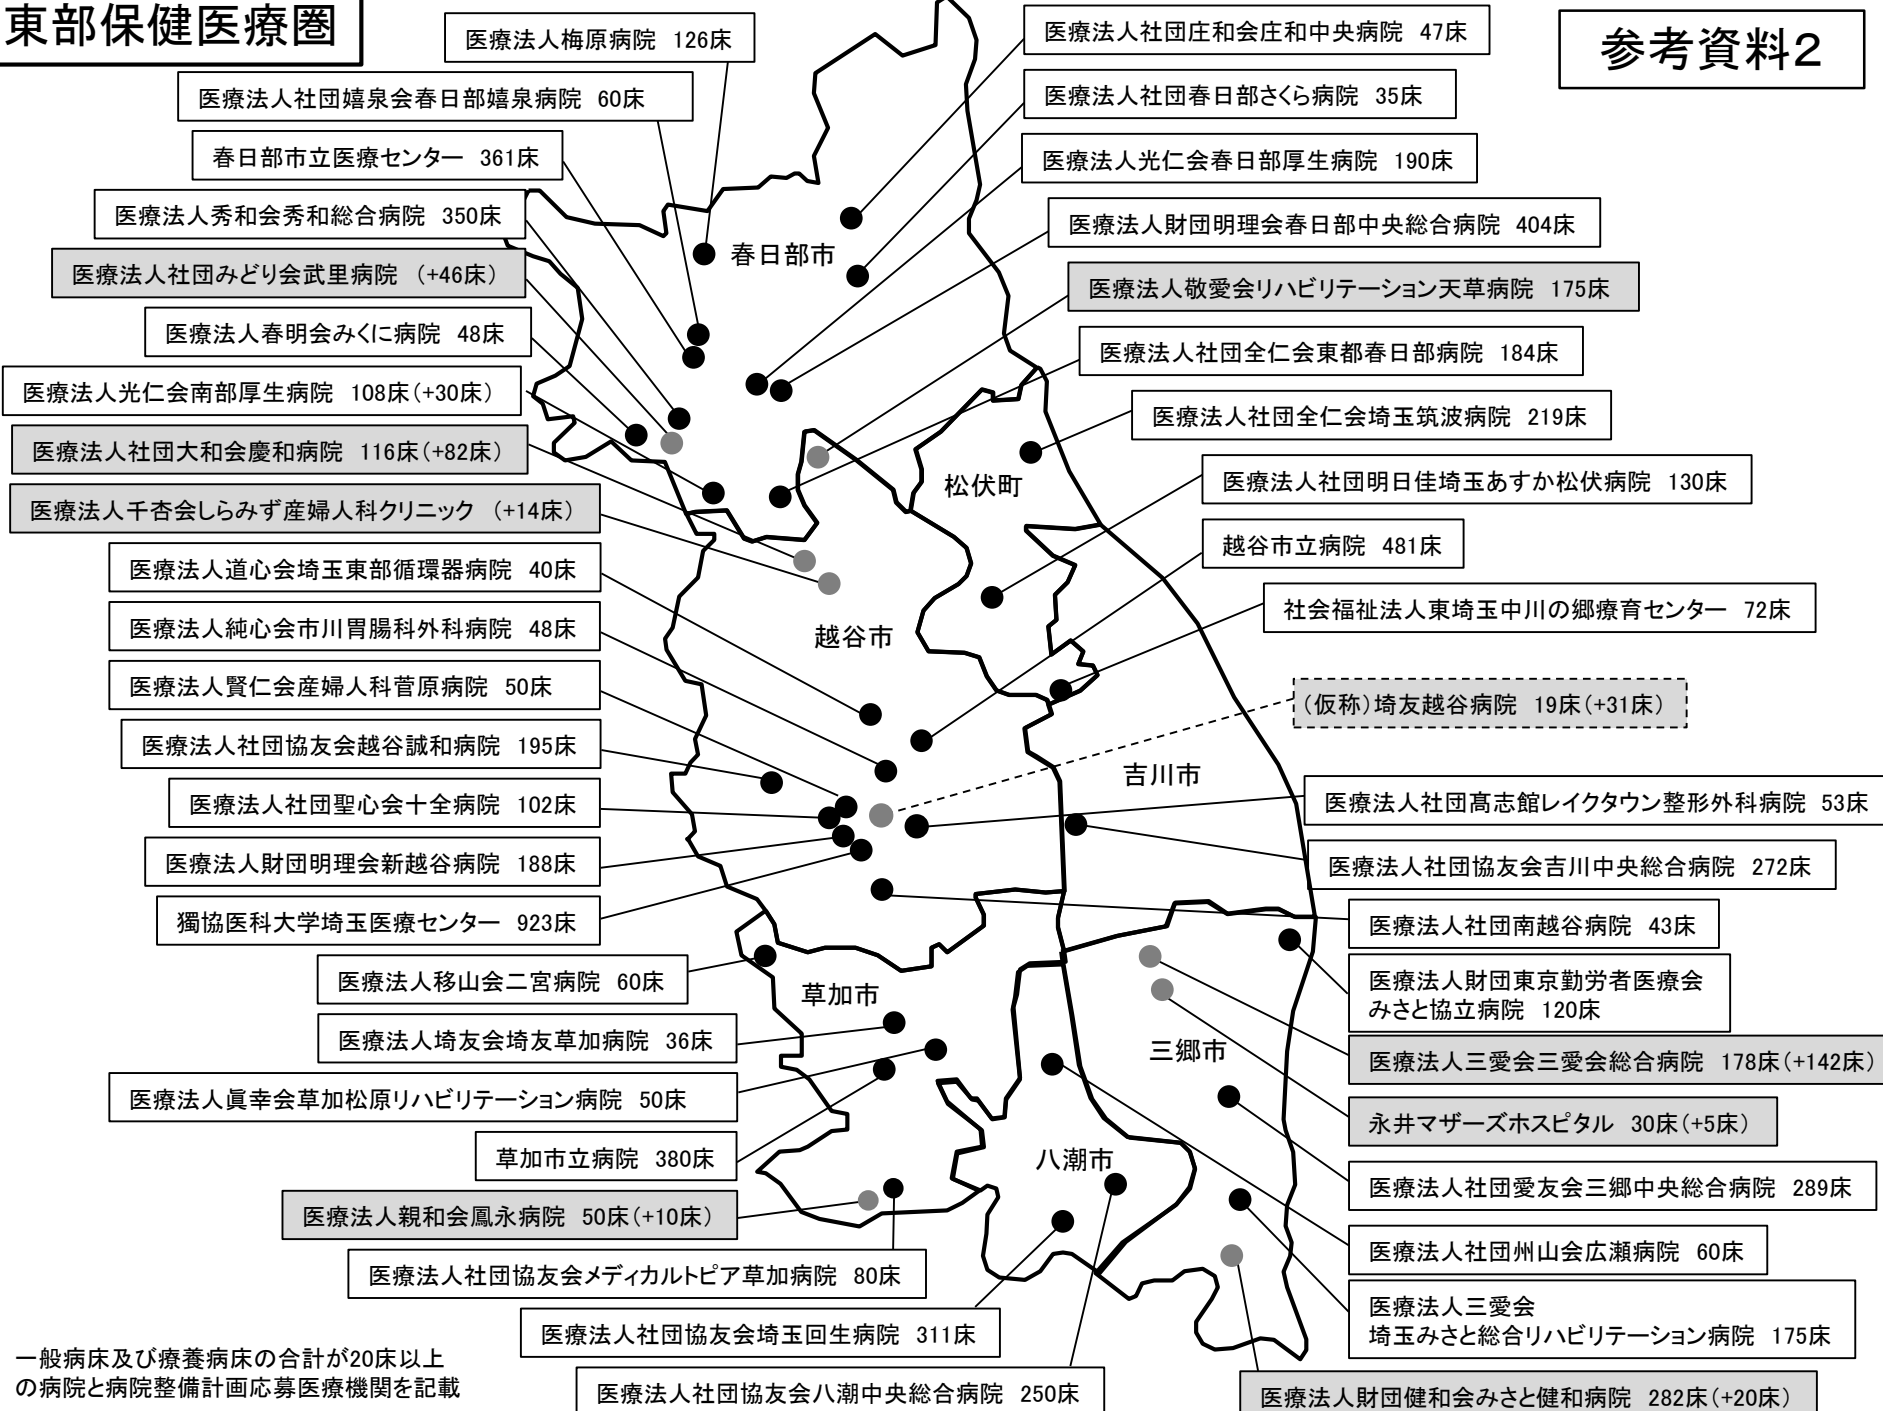 東部保健医療圏
参考資料2
医療法人梅原病院 126床
医療法人社団嬉泉会春日部嬉泉病院 60床
春日部市立医療センター 361床
医療法人秀和会秀和総合病院 350床
医療法人社団みどり会武里病院 (+46床)
医療法人春明会みくに病院 48床
医療法人光仁会南部厚生病院 108床(+30床)
医療法人社団大和会慶和病院 116床(+82床)
医療法人千杏会しらみず産婦人科クリニック (+14床)
医療法人道心会埼玉東部循環器病院 40床
医療法人純心会市川胃腸科外科病院 48床
医療法人賢仁会産婦人科菅原病院 50床
医療法人社団協友会越谷誠和病院 195床
医療法人社団聖心会十全病院 102床
医療法人財団明理会新越谷病院 188床
獨協医科大学埼玉医療センター 923床
医療法人移山会二宮病院 60床
医療法人埼友会埼友草加病院 36床
医療法人眞幸会草加松原リハビリテーション病院 50床
草加市立病院 380床
医療法人親和会鳳永病院 50床(+10床)
医療法人社団協友会メディカルトピア草加病院 80床
医療法人社団協友会埼玉回生病院 311床
医療法人社団協友会八潮中央総合病院 250床
医療法人社団庄和会庄和中央病院 47床
医療法人社団春日部さくら病院 35床
医療法人光仁会春日部厚生病院 190床
医療法人財団明理会春日部中央総合病院 404床
医療法人敬愛会リハビリテーション天草病院 175床
医療法人社団全仁会東都春日部病院 184床
医療法人社団全仁会埼玉筑波病院 219床
医療法人社団明日佳埼玉あすか松伏病院 130床
越谷市立病院 481床
社会福祉法人東埼玉中川の郷療育センター 72床
(仮称)埼友越谷病院 19床(+31床)
医療法人社団髙志館レイクタウン整形外科病院 53床
医療法人社団協友会吉川中央総合病院 272床
医療法人社団南越谷病院 43床
医療法人財団東京勤労者医療会
みさと協立病院 120床
医療法人三愛会三愛会総合病院 178床(+142床)
永井マザーズホスピタル 30床(+5床)
医療法人社団愛友会三郷中央総合病院 289床
医療法人社団州山会広瀬病院 60床
医療法人三愛会
埼玉みさと総合リハビリテーション病院 175床
医療法人財団健和会みさと健和病院 282床(+20床)
春日部市
松伏町
越谷市
吉川市
草加市
三郷市
八潮市
一般病床及び療養病床の合計が20床以上
の病院と病院整備計画応募医療機関を記載